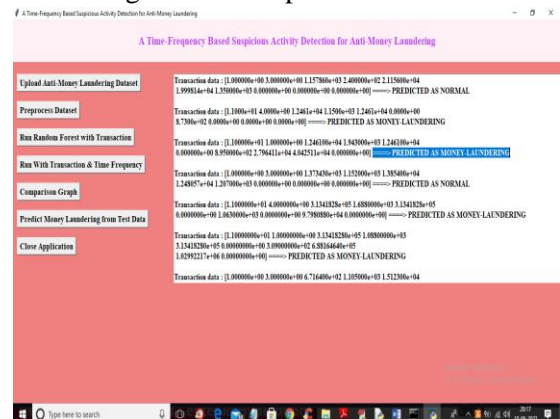 A Time-Frequency Based Suspicious Activity Detection for Anti-Money Laundering
A Time-Frequency Based Suspicious Activity Detection for Anti-Money Laundering
Upload Anti-Money Laundering Dataset
Preprocess Dataset
Run Random Forest with Transaction
Run With Transaction & Time Frequency
Comparison Graph
Predict Money Laundering from Test Data
Close Application
Transaction data : [1.000000e+00 3.000000e+00 1.157860e+03 2.400000e+02 2.115600e+04
1.999814e+04 1.350000e+03 0.000000e+00 0.000000e+00 0.000000e+00] ====> PREDICTED AS NORMAL
Transaction data : [1.1000e+01 4.0000e+00 1.2461e+04 1.1500e+03 1.2461e+04 0.0000e+00
8.7300e+02 0.0000e+00 0.0000e+00 0.0000e+00] ====> PREDICTED AS MONEY-LAUNDERING
Transaction data : [1.100000e+01 1.000000e+00 1.246100e+04 1.943000e+03 1.246100e+04
0.000000e+00 8.950000e+02 2.796411e+04 4.042511e+04 0.000000e+00] ====> PREDICTED AS MONEY-LAUNDERING
Transaction data : [1.000000e+00 3.000000e+00 1.373430e+03 1.152000e+03 1.385400e+04
1.248057e+04 1.207000e+03 0.000000e+00 0.000000e+00 0.000000e+00] ====> PREDICTED AS NORMAL
Transaction data : [1.1000000e+01 4.0000000e+00 3.1341828e+05 1.6880000e+03 3.1341828e+05
0.0000000e+00 1.0630000e+03 0.0000000e+00 9.7980880e+04 0.0000000e+00] ====> PREDICTED AS MONEY-LAUNDERING
Transaction data : [1.10000000e+01 1.00000000e+00 3.13418280e+05 1.08800000e+03
3.13418280e+05 0.00000000e+00 3.09000000e+02 6.88164640e+05
1.02992217e+06 0.00000000e+00] ====> PREDICTED AS MONEY-LAUNDERING
Transaction data : [1.000000e+00 3.000000e+00 6.716400e+02 1.105000e+03 1.512300e+04
Type here to search
20:17